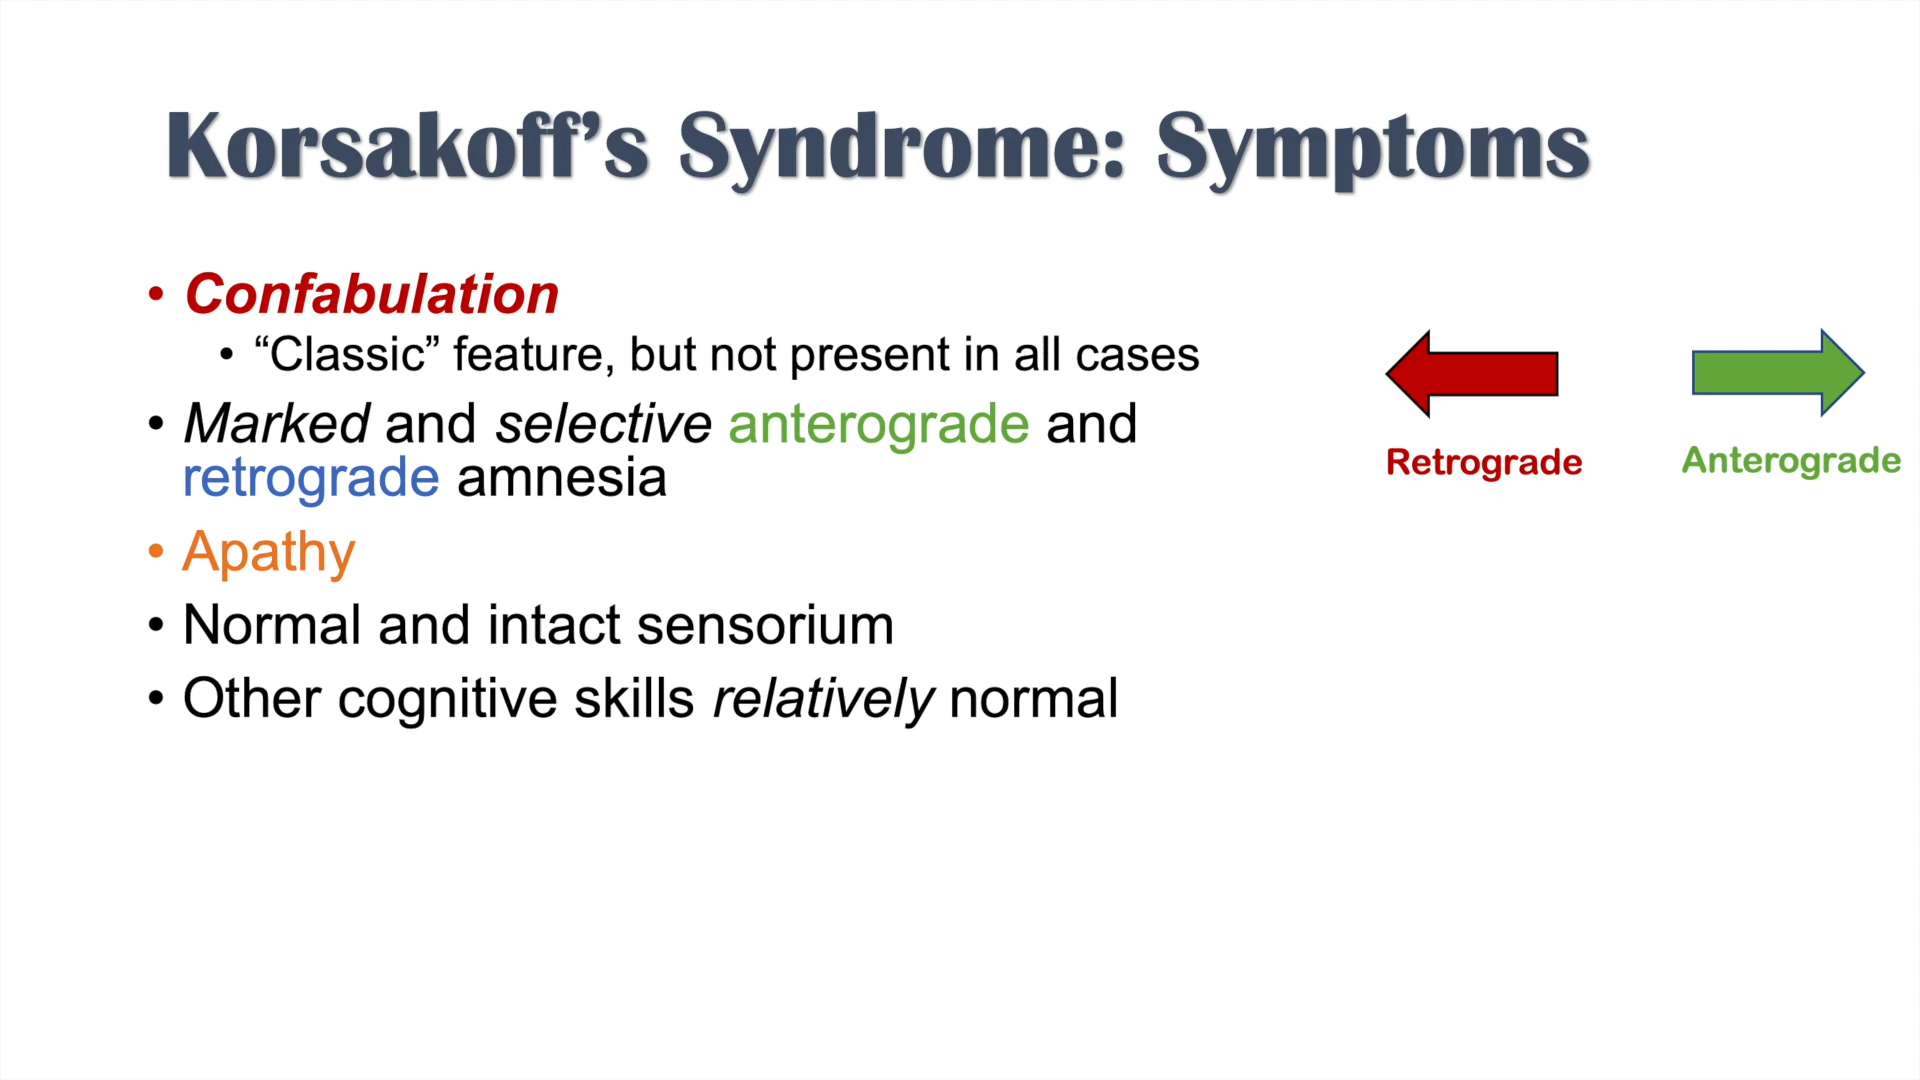 Korsakoff’s Syndrome: Symptoms
• Confabulation
• “Classic” feature, but not present in all cases
• Marked and selective anterograde and
retrograde amnesia
• Apathy
• Normal and intact sensorium
• Other cognitive skills relatively normal
Retrograde
Anterograde